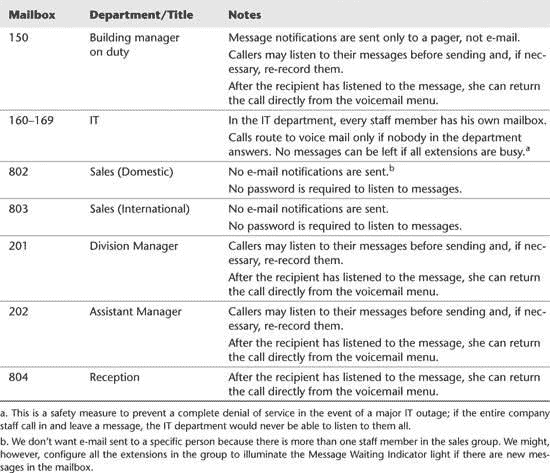 Mailbox Department/Title Notes
150 Building manager Message notifications are sent only to a pager, not e-mail.
on duty Callers may listen to their messages before sending and, if nec-
essary, re-record them.
After the recipient has listened to the message, she can return
the call directly from the voicemail menu.
160–169 IT In the IT department, every staff member has his own mailbox.
Calls route to voice mail only if nobody in the department
answers. No messages can be left if all extensions are busy.a
802 Sales (Domestic) No e-mail notifications are sent.b
No password is required to listen to messages.
803 Sales (International) No e-mail notifications are sent.
No password is required to listen to messages.
201 Division Manager Callers may listen to their messages before sending and, if nec-
essary, re-record them.
After the recipient has listened to the message, she can return
the call directly from the voicemail menu.
202 Assistant Manager Callers may listen to their messages before sending and, if nec-
essary, re-record them.
After the recipient has listened to the message, she can return
the call directly from the voicemail menu.
804 Reception After the recipient has listened to the message, she can return
the call directly from the voicemail menu.
a. This is a safety measure to prevent a complete denial of service in the event of a major IT outage; if the entire company
staff call in and leave a message, the IT department would never be able to listen to them all.
b. We don't want e-mail sent to a specific person because there is more than one staff member in the sales group. We might,
however, configure all the extensions in the group to illuminate the Message Waiting Indicator light if there are new mes-
sages in the mailbox.